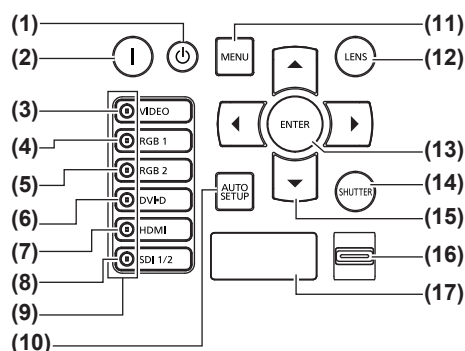 (1)
(2)
(3)
(4)
(5)
(6)
(7)
(8)
(9)
(10)
MENU
LENS
VIDEO
RGB 1
RGB 2
DVI-D
HDMI
SDI 1/2
ENTER
AUTO
SETUP
SHUTTER
(11)
(12)
(13)
(14)
(15)
(16)
(17)